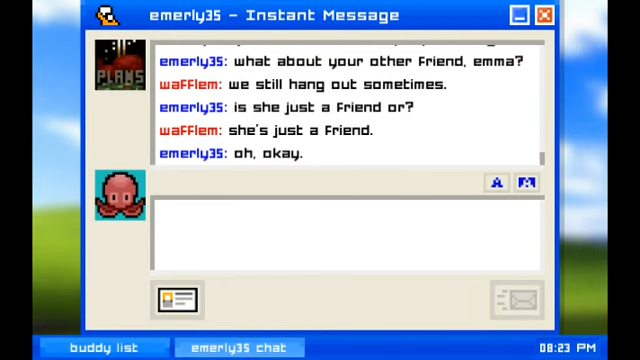 emerly35 - Instant Message
PLANS
emerly35: what about your other friend, emma?
wafflem: we still hang out sometimes.
emerly35: is she just a friend or?
wafflem: she's just a friend.
emerly35: oh, okay.
A A
buddy list
emerly35 chat
08:23 PM